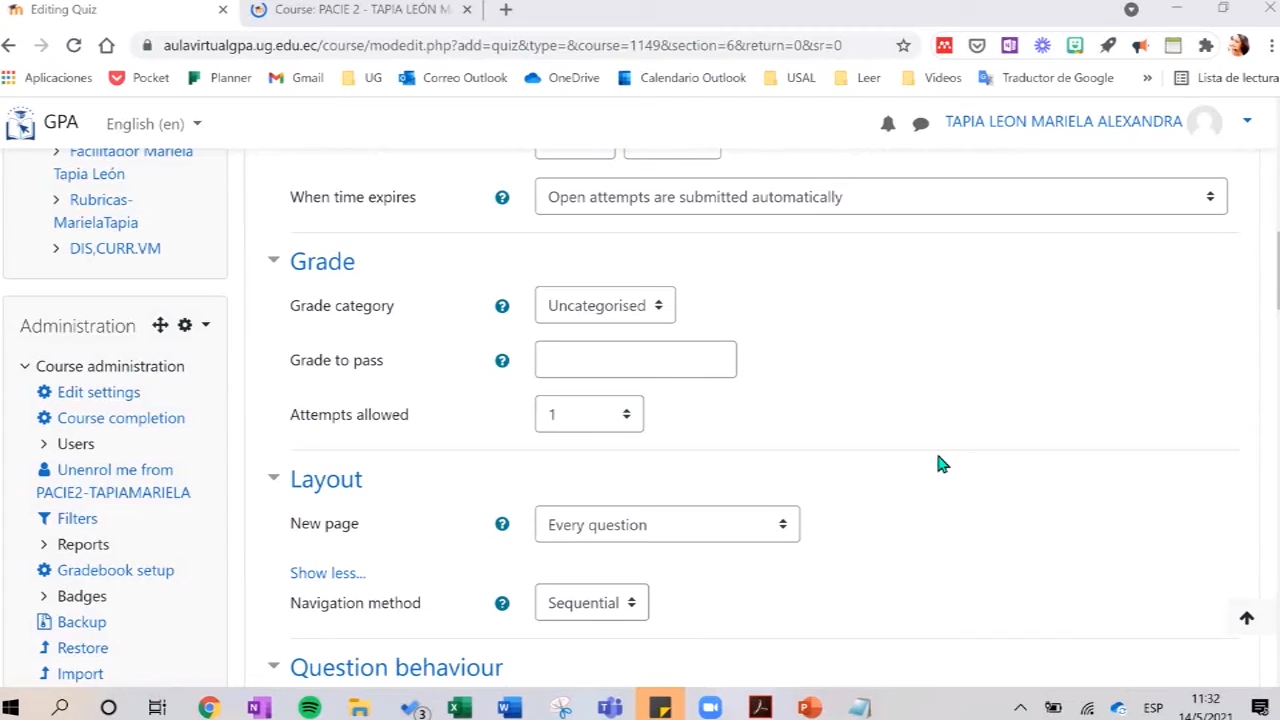 Editing Quiz
Course: PACIE 2 - TAPIA LEÓN M
aulavirtualgpa.ug.edu.ec/course/modedit.php?add=quiz&type=&course=1149&section=6&return=0&sr=0
Aplicaciones Pocket Planner Gmail UG Correo Outlook OneDrive Calendario Outlook USAL Leer Videos Traductor de Google » Lista de lectura
GPA English (en) TAPIA LEON MARIELA ALEXANDRA
Facilitador Mariela
Tapia León
Rubricas-
MarielaTapia
DIS,CURR.VM
Administration
Course administration
Edit settings
Course completion
Users
Unenrol me from
PACIE2-TAPIAMARIELA
Filters
Reports
Gradebook setup
Badges
Backup
Restore
Import
When time expires Open attempts are submitted automatically
Grade
Grade category Uncategorised
Grade to pass
Attempts allowed 1
Layout
New page Every question
Show less...
Navigation method Sequential
Question behaviour
3
ESP
11:32
14/5/2021